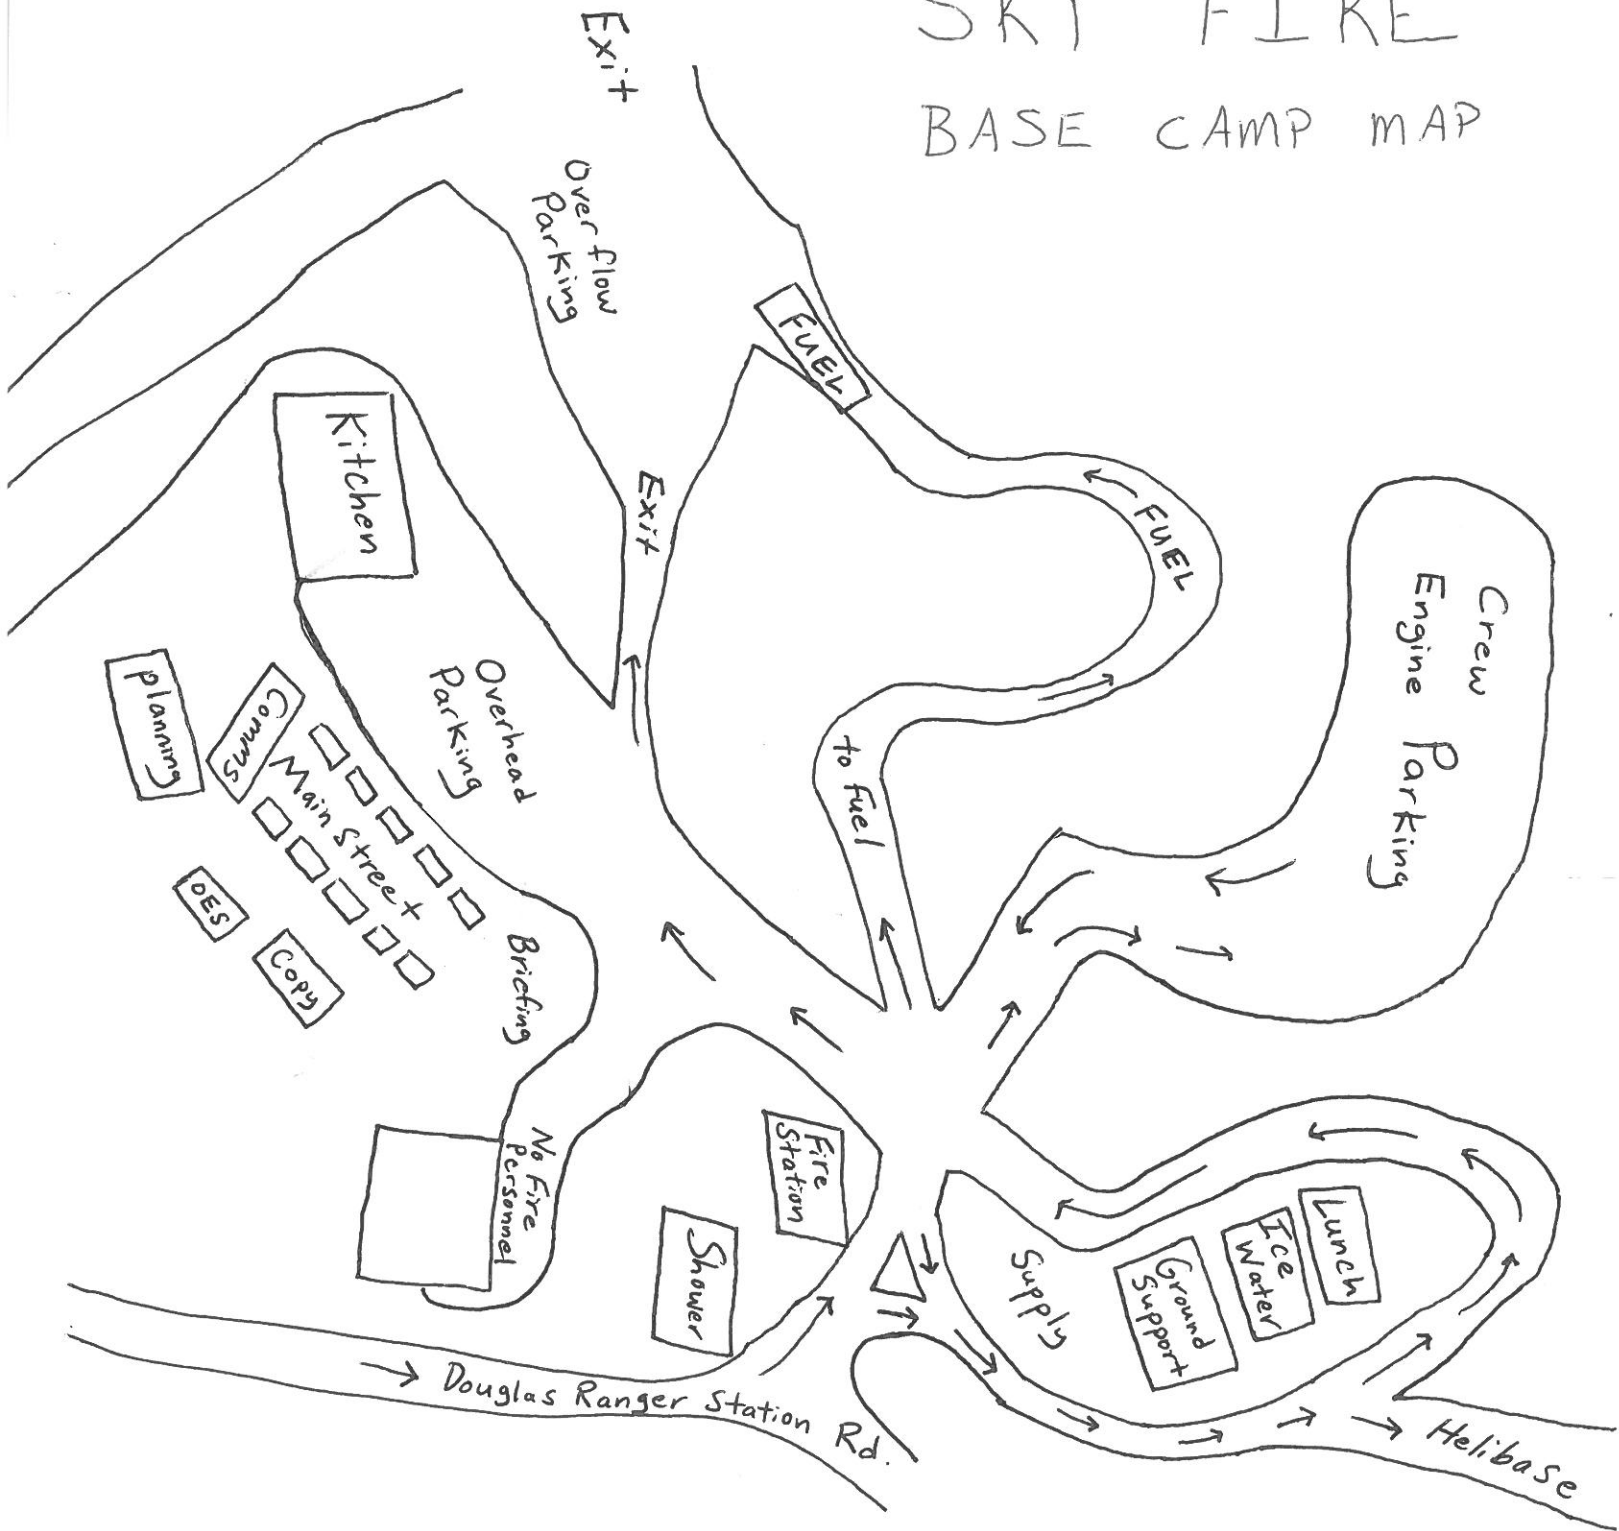 SKY FIRE
BASE CAMP MAP
Exit
Overflow
Parking
FUEL
Kitchen
Exit
FUEL
Crew
Engine Parking
Overhead
Parking
planning
Comms
Main Street
to fuel
OES
Copy
Briefing
No Fire
Personnel
Fire
Station
Shower
Supply
Ground
Support
Ice
Water
Lunch
Douglas Ranger Station Rd.
Helibase